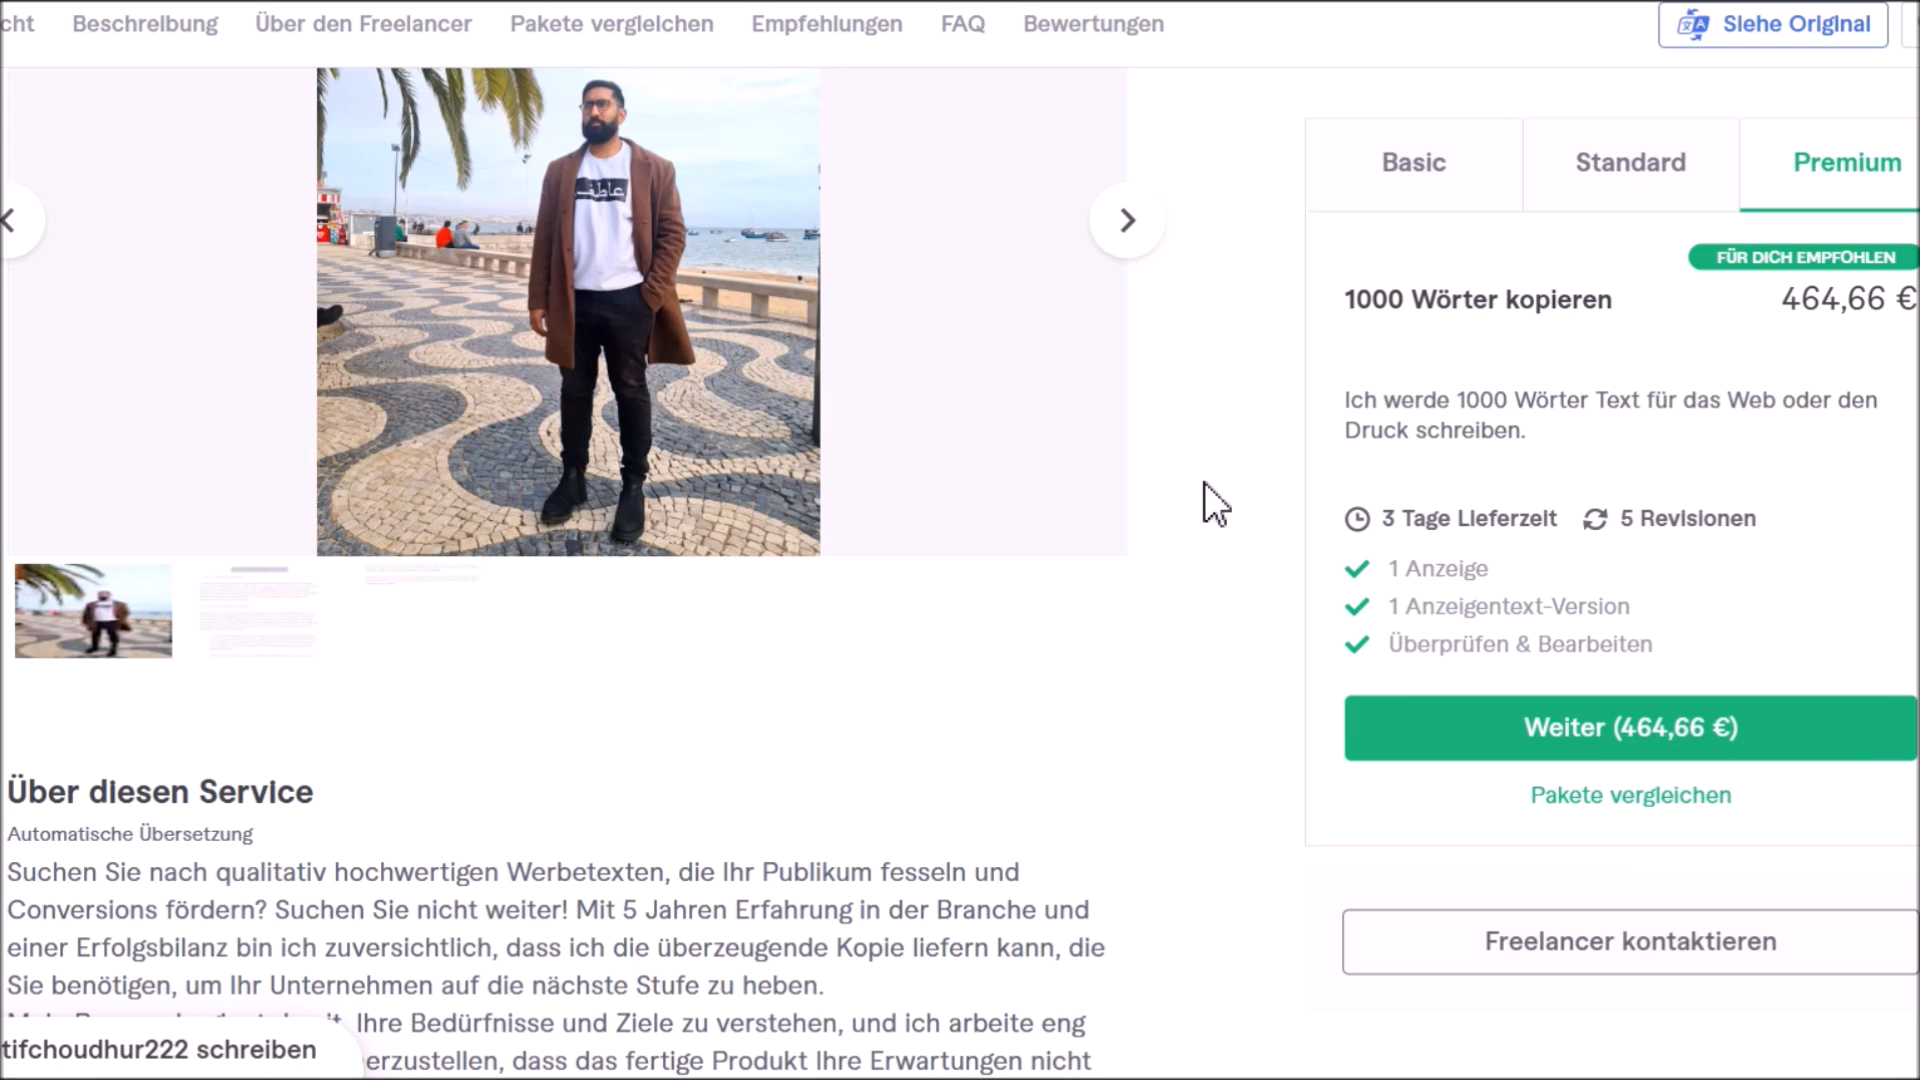 cht Beschreibung Über den Freelancer Pakete vergleichen Empfehlungen FAQ Bewertungen
Siehe Original
عاطف
Basic Standard Premium
FÜR DICH EMPFOHLEN
1000 Wörter kopieren 464,66 €
Ich werde 1000 Wörter Text für das Web oder den
Druck schreiben.
3 Tage Lieferzeit 5 Revisionen
1 Anzeige
1 Anzeigentext-Version
Überprüfen & Bearbeiten
Weiter (464,66 €)
Pakete vergleichen
Freelancer kontaktieren
Über diesen Service
Automatische Übersetzung
Suchen Sie nach qualitativ hochwertigen Werbetexten, die Ihr Publikum fesseln und
Conversions fördern? Suchen Sie nicht weiter! Mit 5 Jahren Erfahrung in der Branche und
einer Erfolgsbilanz bin ich zuversichtlich, dass ich die überzeugende Kopie liefern kann, die
Sie benötigen, um Ihr Unternehmen auf die nächste Stufe zu heben.
Ihre Bedürfnisse und Ziele zu verstehen, und ich arbeite eng
erzustellen, dass das fertige Produkt Ihre Erwartungen nicht
tifchoudhur222 schreiben